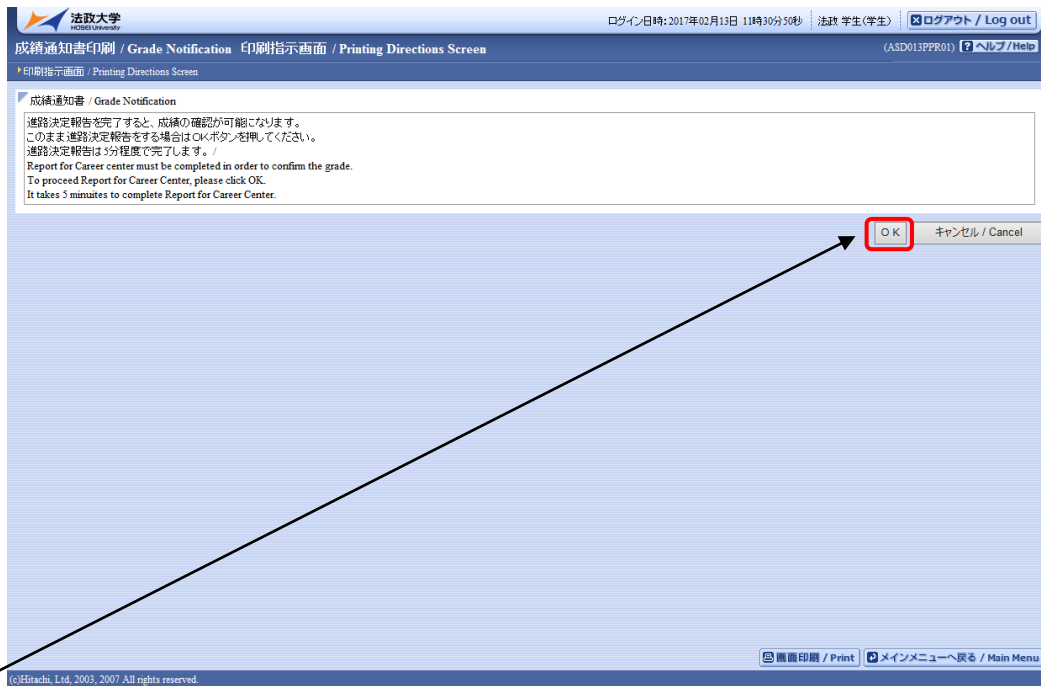 法政大学
HOSEI University
ログイン日時:2017年02月13日 11時30分50秒 法政 学生(学生) ログアウト / Log out
成績通知書印刷 / Grade Notification 印刷指示画面 / Printing Directions Screen
(ASD013PPR01) ? ヘルプ/Help
印刷指示画面 / Printing Directions Screen
成績通知書 / Grade Notification
進路決定報告を完了すると、成績の確認が可能になります。
このまま進路決定報告をする場合はOKボタンを押してください。
進路決定報告は5分程度で完了します。/
Report for Career center must be completed in order to confirm the grade.
To proceed Report for Career Center, please click OK.
It takes 5 minuites to complete Report for Career Center.
OK キャンセル / Cancel
画面印刷 / Print メインメニューへ戻る / Main Menu
(c)Hitachi, Ltd, 2003, 2007 All rights reserved.